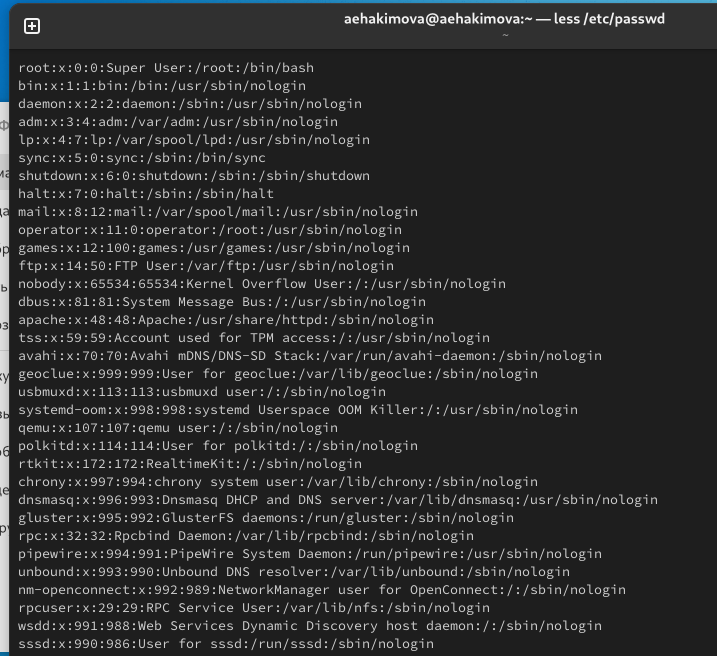 aehakimova@aehakimova:~ — less /etc/passwd
~
root:x:0:0:Super User:/root:/bin/bash
bin:x:1:1:bin:/bin:/usr/sbin/nologin
daemon:x:2:2:daemon:/sbin:/usr/sbin/nologin
adm:x:3:4:adm:/var/adm:/usr/sbin/nologin
lp:x:4:7:lp:/var/spool/lpd:/usr/sbin/nologin
sync:x:5:0:sync:/sbin:/bin/sync
shutdown:x:6:0:shutdown:/sbin:/sbin/shutdown
halt:x:7:0:halt:/sbin:/sbin/halt
mail:x:8:12:mail:/var/spool/mail:/usr/sbin/nologin
operator:x:11:0:operator:/root:/usr/sbin/nologin
games:x:12:100:games:/usr/games:/usr/sbin/nologin
ftp:x:14:50:FTP User:/var/ftp:/usr/sbin/nologin
nobody:x:65534:65534:Kernel Overflow User:/:/usr/sbin/nologin
dbus:x:81:81:System Message Bus:/:/usr/sbin/nologin
apache:x:48:48:Apache:/usr/share/httpd:/sbin/nologin
tss:x:59:59:Account used for TPM access:/:/usr/sbin/nologin
avahi:x:70:70:Avahi mDNS/DNS-SD Stack:/var/run/avahi-daemon:/sbin/nologin
geoclue:x:999:999:User for geoclue:/var/lib/geoclue:/sbin/nologin
usbmuxd:x:113:113:usbmuxd user:/:/sbin/nologin
systemd-oom:x:998:998:systemd Userspace OOM Killer:/:/usr/sbin/nologin
qemu:x:107:107:qemu user:/:/sbin/nologin
polkitd:x:114:114:User for polkitd:/:/sbin/nologin
rtkit:x:172:172:RealtimeKit:/:/sbin/nologin
chrony:x:997:994:chrony system user:/var/lib/chrony:/sbin/nologin
dnsmasq:x:996:993:Dnsmasq DHCP and DNS server:/var/lib/dnsmasq:/usr/sbin/nologin
gluster:x:995:992:GlusterFS daemons:/run/gluster:/sbin/nologin
rpc:x:32:32:Rpcbind Daemon:/var/lib/rpcbind:/sbin/nologin
pipewire:x:994:991:PipeWire System Daemon:/run/pipewire:/usr/sbin/nologin
unbound:x:993:990:Unbound DNS resolver:/var/lib/unbound:/sbin/nologin
nm-openconnect:x:992:989:NetworkManager user for OpenConnect:/:/sbin/nologin
rpcuser:x:29:29:RPC Service User:/var/lib/nfs:/sbin/nologin
wsdd:x:991:988:Web Services Dynamic Discovery host daemon:/:/sbin/nologin
sssd:x:990:986:User for sssd:/run/sssd:/sbin/nologin